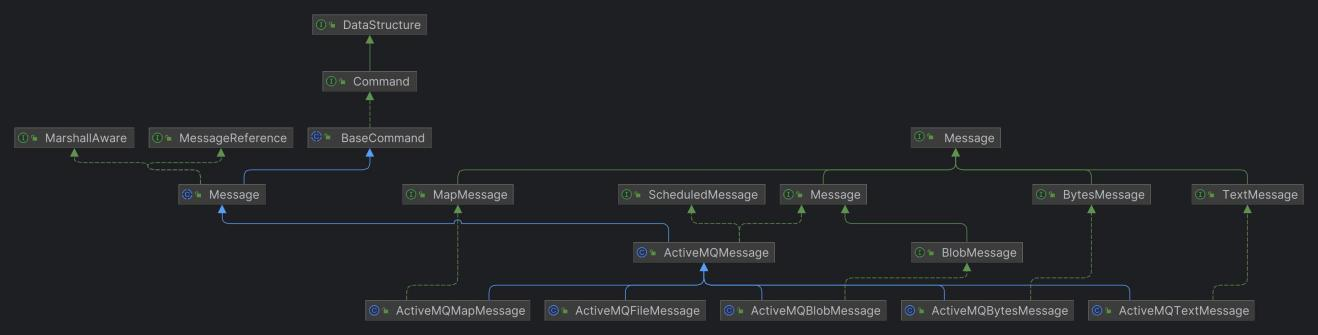 DataStructure
Command
MarshallAware
MessageReference
BaseCommand
Message
Message
MapMessage
ScheduledMessage
Message
BytesMessage
TextMessage
ActiveMQMessage
BlobMessage
ActiveMQMapMessage
ActiveMQFileMessage
ActiveMQBlobMessage
ActiveMQBytesMessage
ActiveMQTextMessage